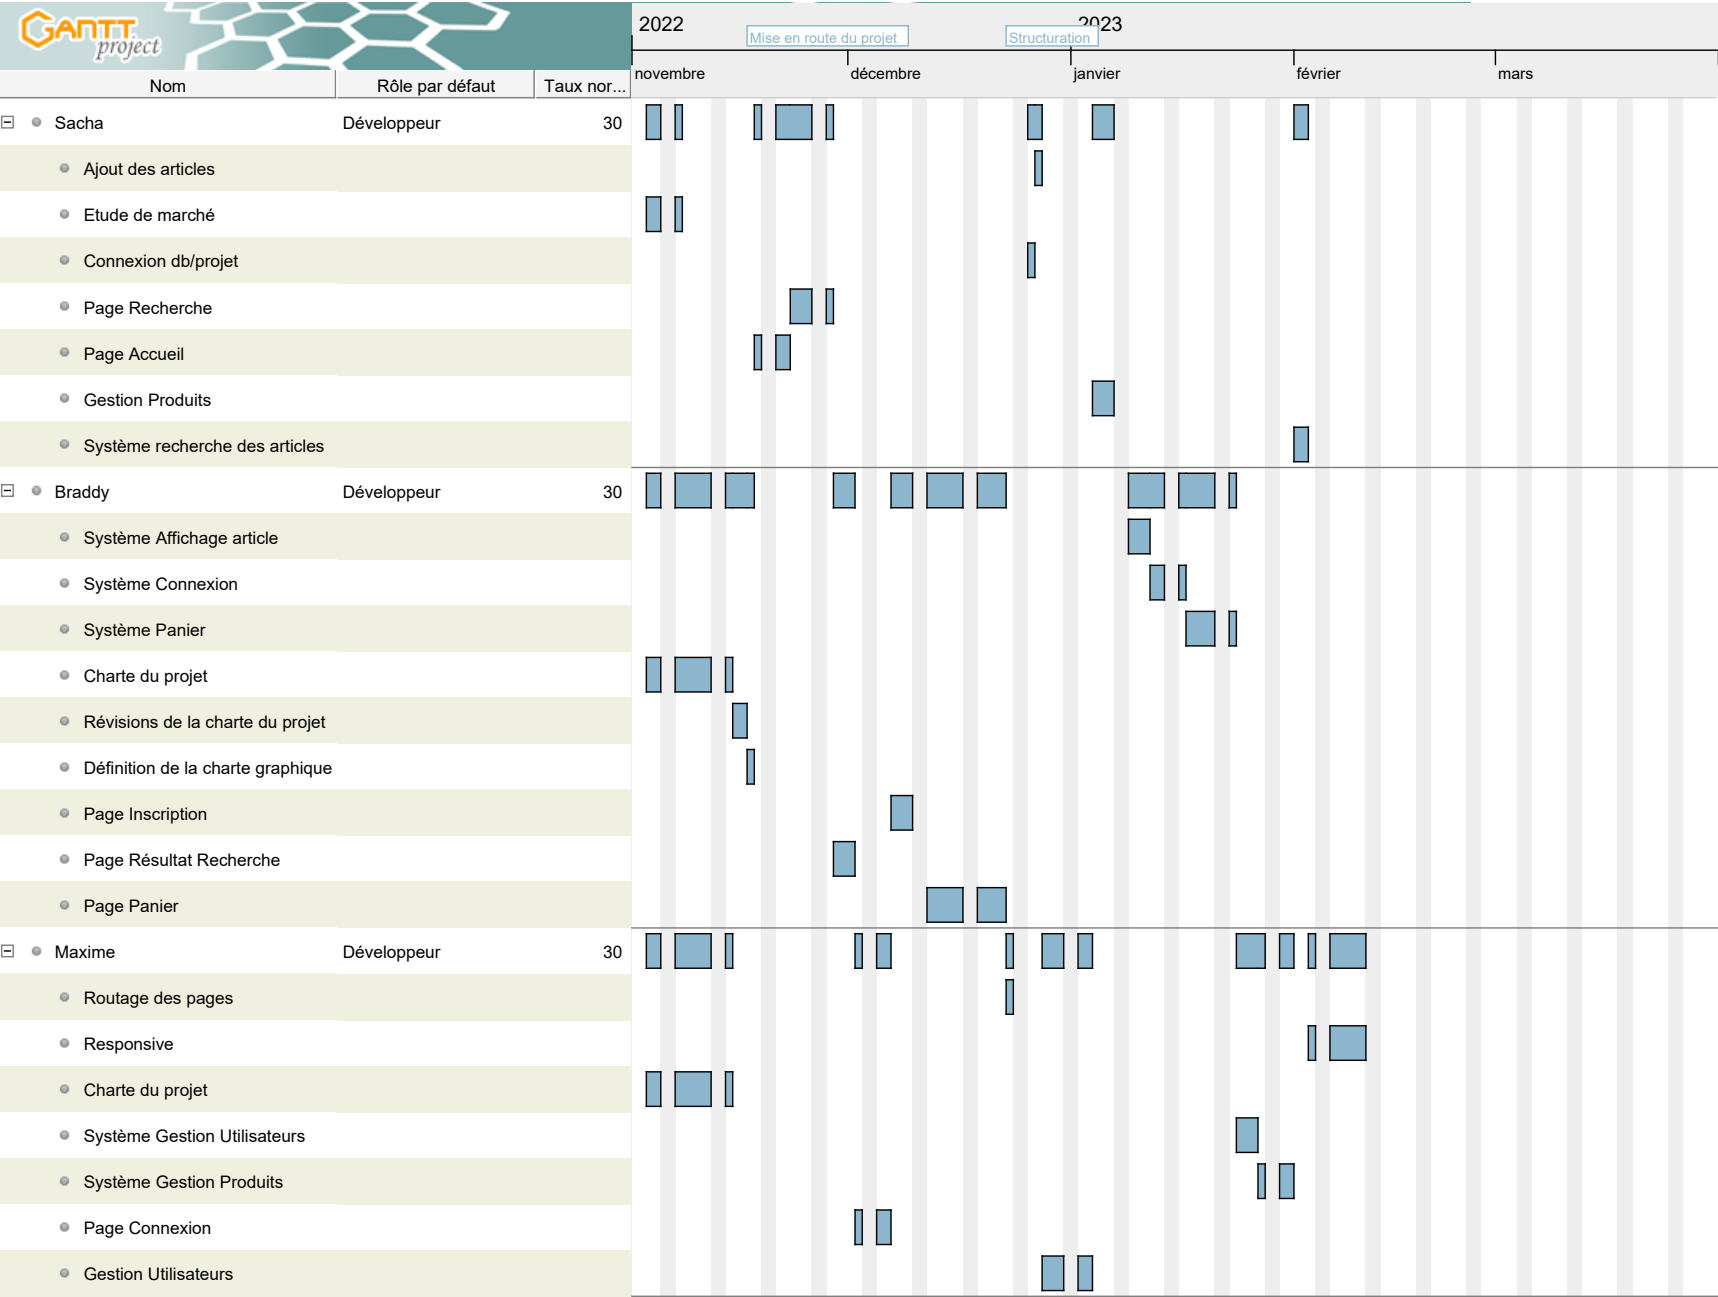 GANTT
project
2022
2023
Mise en route du projet
Structuration
novembre
décembre
janvier
février
mars
Nom
Rôle par défaut
Taux nor...
Sacha
Développeur
30
Ajout des articles
Etude de marché
Connexion db/projet
Page Recherche
Page Accueil
Gestion Produits
Système recherche des articles
Braddy
Développeur
30
Système Affichage article
Système Connexion
Système Panier
Charte du projet
Révisions de la charte du projet
Définition de la charte graphique
Page Inscription
Page Résultat Recherche
Page Panier
Maxime
Développeur
30
Routage des pages
Responsive
Charte du projet
Système Gestion Utilisateurs
Système Gestion Produits
Page Connexion
Gestion Utilisateurs